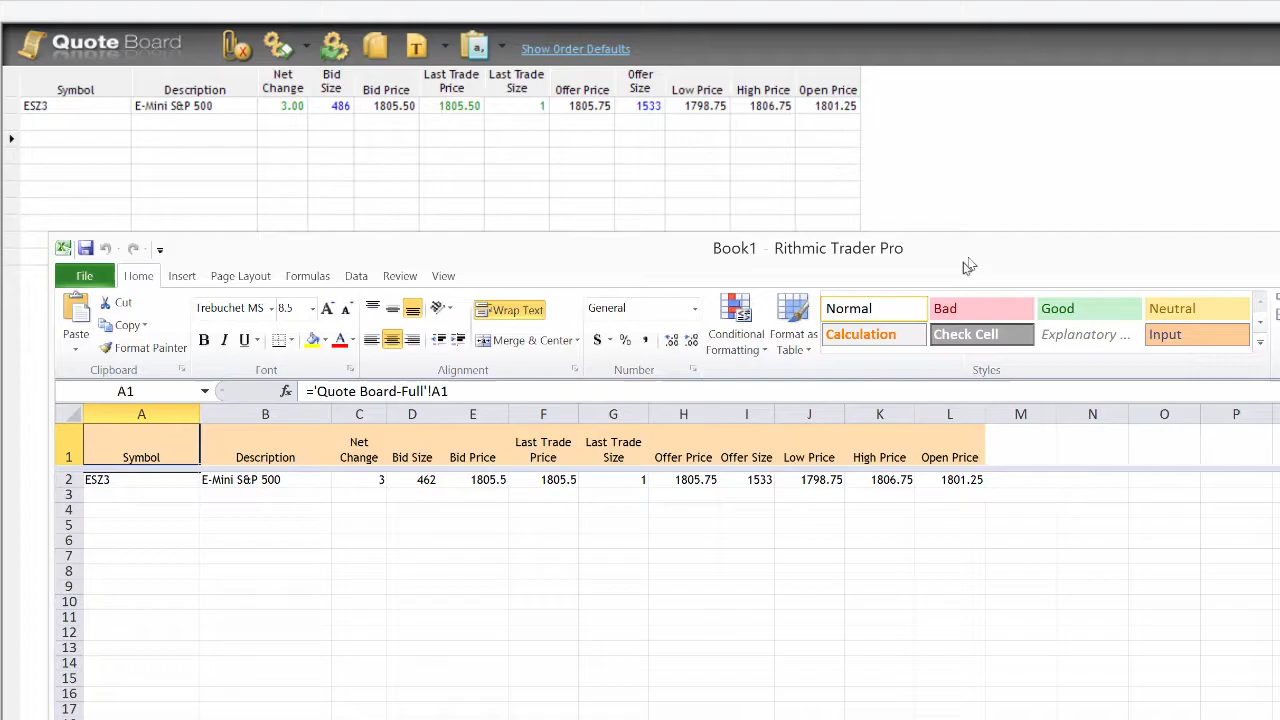 Quote Board Show Order Defaults
Symbol Description Net Change Bid Size Bid Price Last Trade Price Last Trade Size Offer Price Offer Size Low Price High Price Open Price
ESZ3 E-Mini S&P 500 3.00 486 1805.50 1805.50 1 1805.75 1533 1798.75 1806.75 1801.25
Book1 - Rithmic Trader Pro
File Home Insert Page Layout Formulas Data Review View
Cut
Copy
Format Painter
Paste
Clipboard
Trebuchet MS 8.5 A A
B I U A
Font
Wrap Text
Merge & Center
Alignment
General
$ % ,
Number
Conditional Formatting
Format as Table
Normal Bad Good Neutral
Calculation Check Cell Explanatory ... Input
Styles
A1 fx ='Quote Board-Full'!A1
A B C D E F G H I J K L M N O P
1 Symbol Description Net Change Bid Size Bid Price Last Trade Price Last Trade Size Offer Price Offer Size Low Price High Price Open Price
2 ESZ3 E-Mini S&P 500 3 462 1805.5 1805.5 1 1805.75 1533 1798.75 1806.75 1801.25
3
4
5
6
7
8
9
10
11
12
13
14
15
16
17